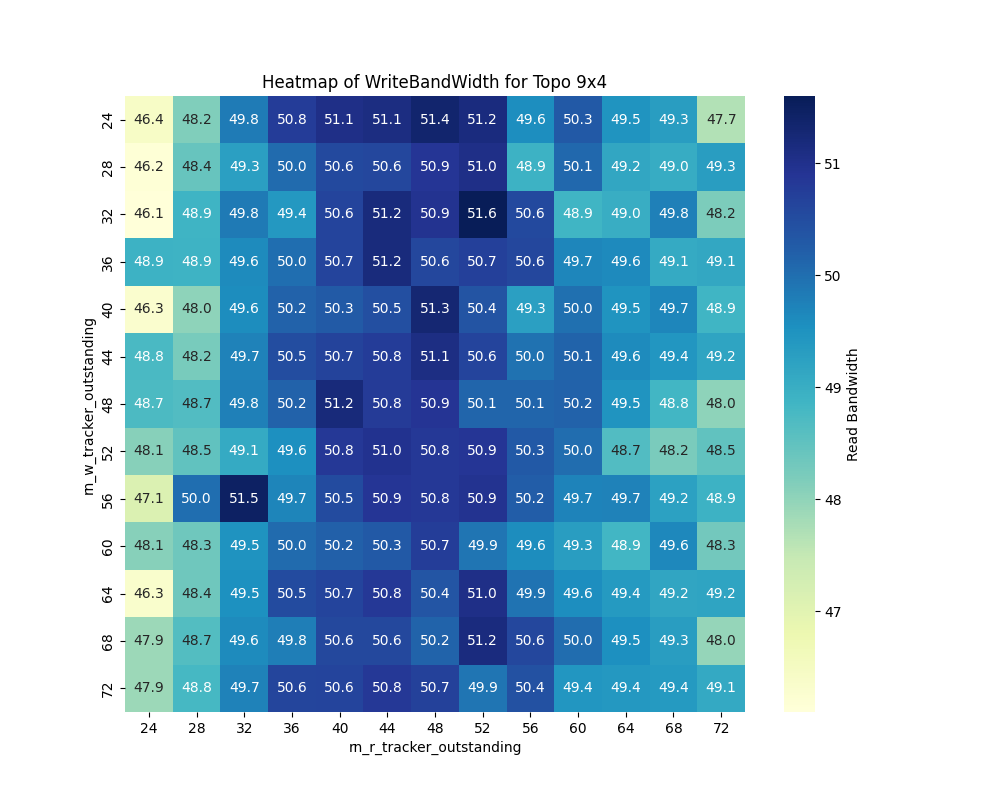 Heatmap of WriteBandWidth for Topo 9x4
rn_w_tracker_outstanding
24 46.4 48.2 49.8 50.8 51.1 51.1 51.4 51.2 49.6 50.3 49.5 49.3 47.7
28 46.2 48.4 49.3 50.0 50.6 50.6 50.9 51.0 48.9 50.1 49.2 49.0 49.3
32 46.1 48.9 49.8 49.4 50.6 51.2 50.9 51.6 50.6 48.9 49.0 49.8 48.2
36 48.9 48.9 49.6 50.0 50.7 51.2 50.6 50.7 50.6 49.7 49.6 49.1 49.1
40 46.3 48.0 49.6 50.2 50.3 50.5 51.3 50.4 49.3 50.0 49.5 49.7 48.9
44 48.8 48.2 49.7 50.5 50.7 50.8 51.1 50.6 50.0 50.1 49.6 49.4 49.2
48 48.7 48.7 49.8 50.2 51.2 50.8 50.9 50.1 50.1 50.2 49.5 48.8 48.0
52 48.1 48.5 49.1 49.6 50.8 51.0 50.8 50.9 50.3 50.0 48.7 48.2 48.5
56 47.1 50.0 51.5 49.7 50.5 50.9 50.8 50.9 50.2 49.7 49.7 49.2 48.9
60 48.1 48.3 49.5 50.0 50.2 50.3 50.7 49.9 49.6 49.3 48.9 49.6 48.3
64 46.3 48.4 49.5 50.5 50.7 50.8 50.4 51.0 49.9 49.6 49.4 49.2 49.2
68 47.9 48.7 49.6 49.8 50.6 50.6 50.2 51.2 50.6 50.0 49.5 49.3 48.0
72 47.9 48.8 49.7 50.6 50.6 50.8 50.7 49.9 50.4 49.4 49.4 49.4 49.1
24 28 32 36 40 44 48 52 56 60 64 68 72
rn_r_tracker_outstanding
51
50
49
48
47
Read Bandwidth